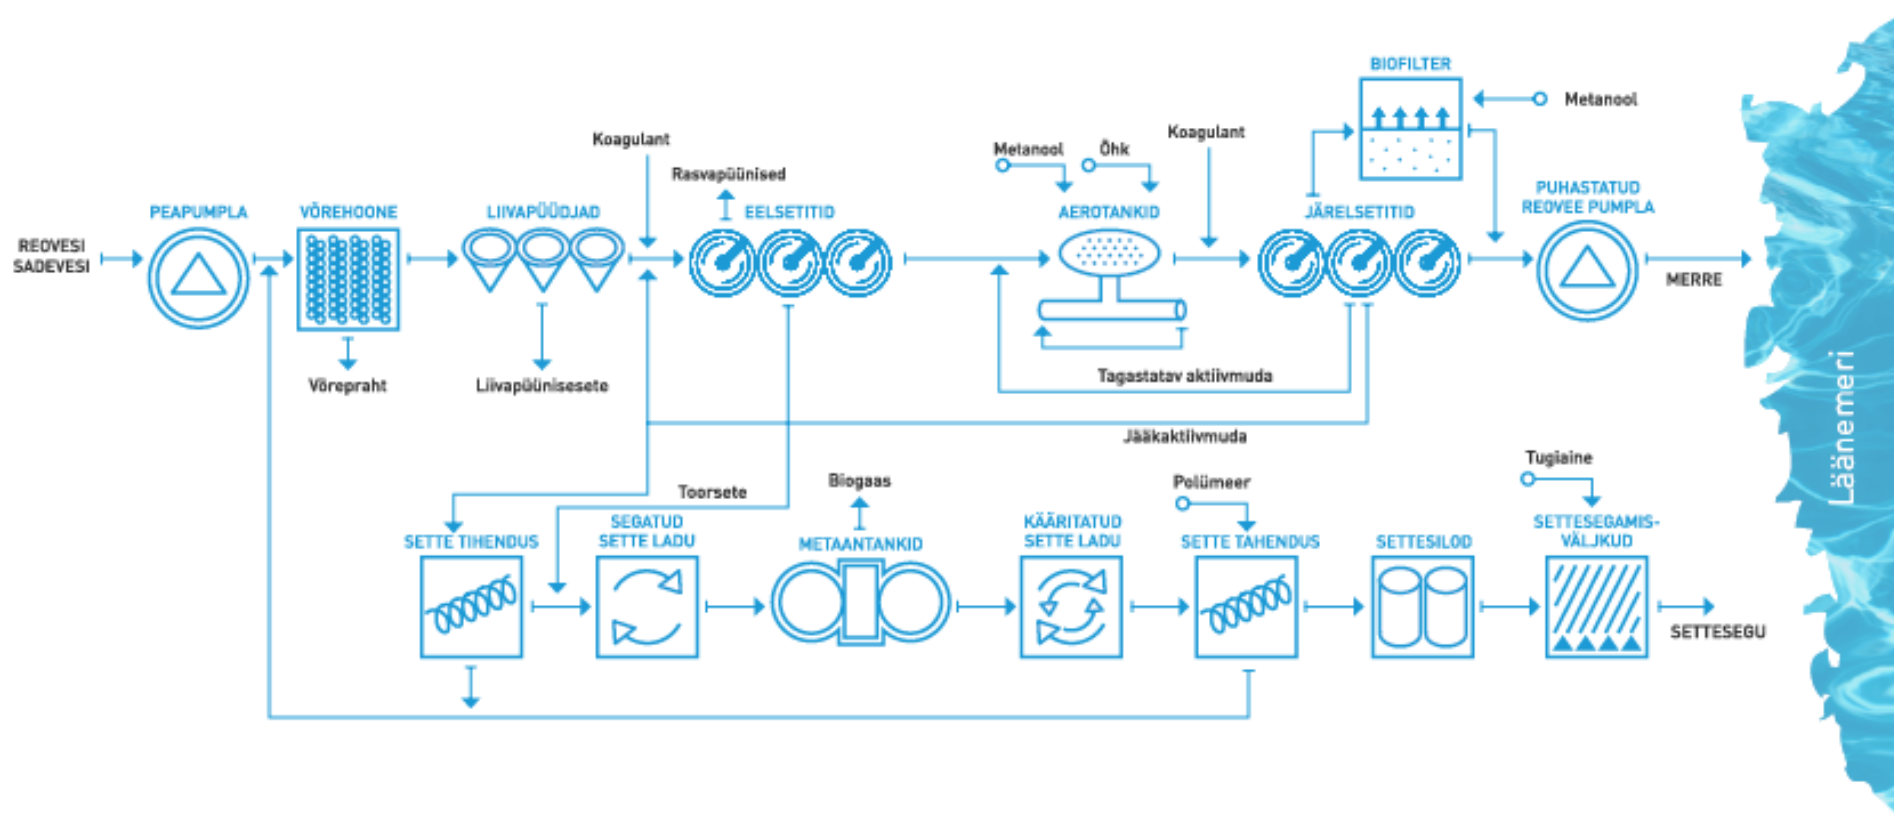 BIOFILTER
Metanool
Koagulant
Koagulant
Metanool
Õhk
Rasvapüünised
PUHASTATUD
REOVEE PUMPLA
PEAPUMPLA
VÕREHOONE
LIIVAPÜÜDJAD
EELSETITID
AEROTANKID
JÄRELSETITID
REOVESI
SADEVESI
MERRE
Võrepraht
Liivapüünisesete
Tagastatav aktiivmuda
Jääkaktiivmuda
Läänemeri
Toorsete
Biogaas
Polümeer
Tugiaine
SETTE TIHENDUS
SEGATUD
SETTE LADU
METAANTANKID
KÄÄRITATUD
SETTE LADU
SETTE TAHENDUS
SETTESILOD
SETTESEGAMIS-
VÄLJKUD
SETTESEGU